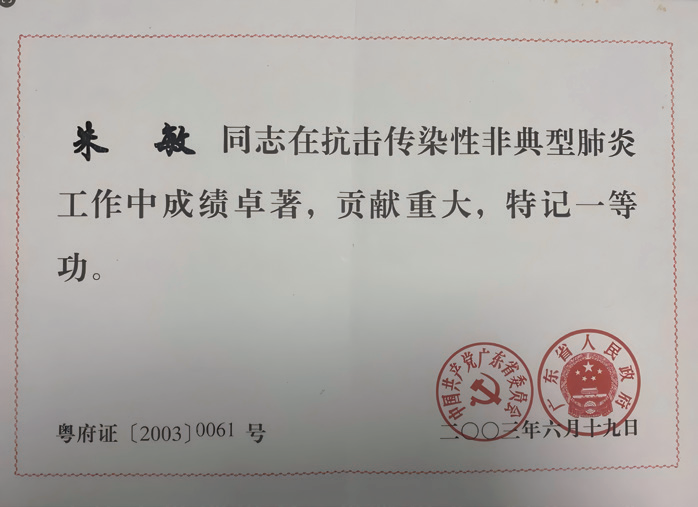 朱 敏 同志在抗击传染性非典型肺炎
工作中成绩卓著，贡献重大，特记一等
功。
中国共产党广东省委员会
广东省人民政府
粤府证〔2003〕0061 号
二〇〇三年六月十九日